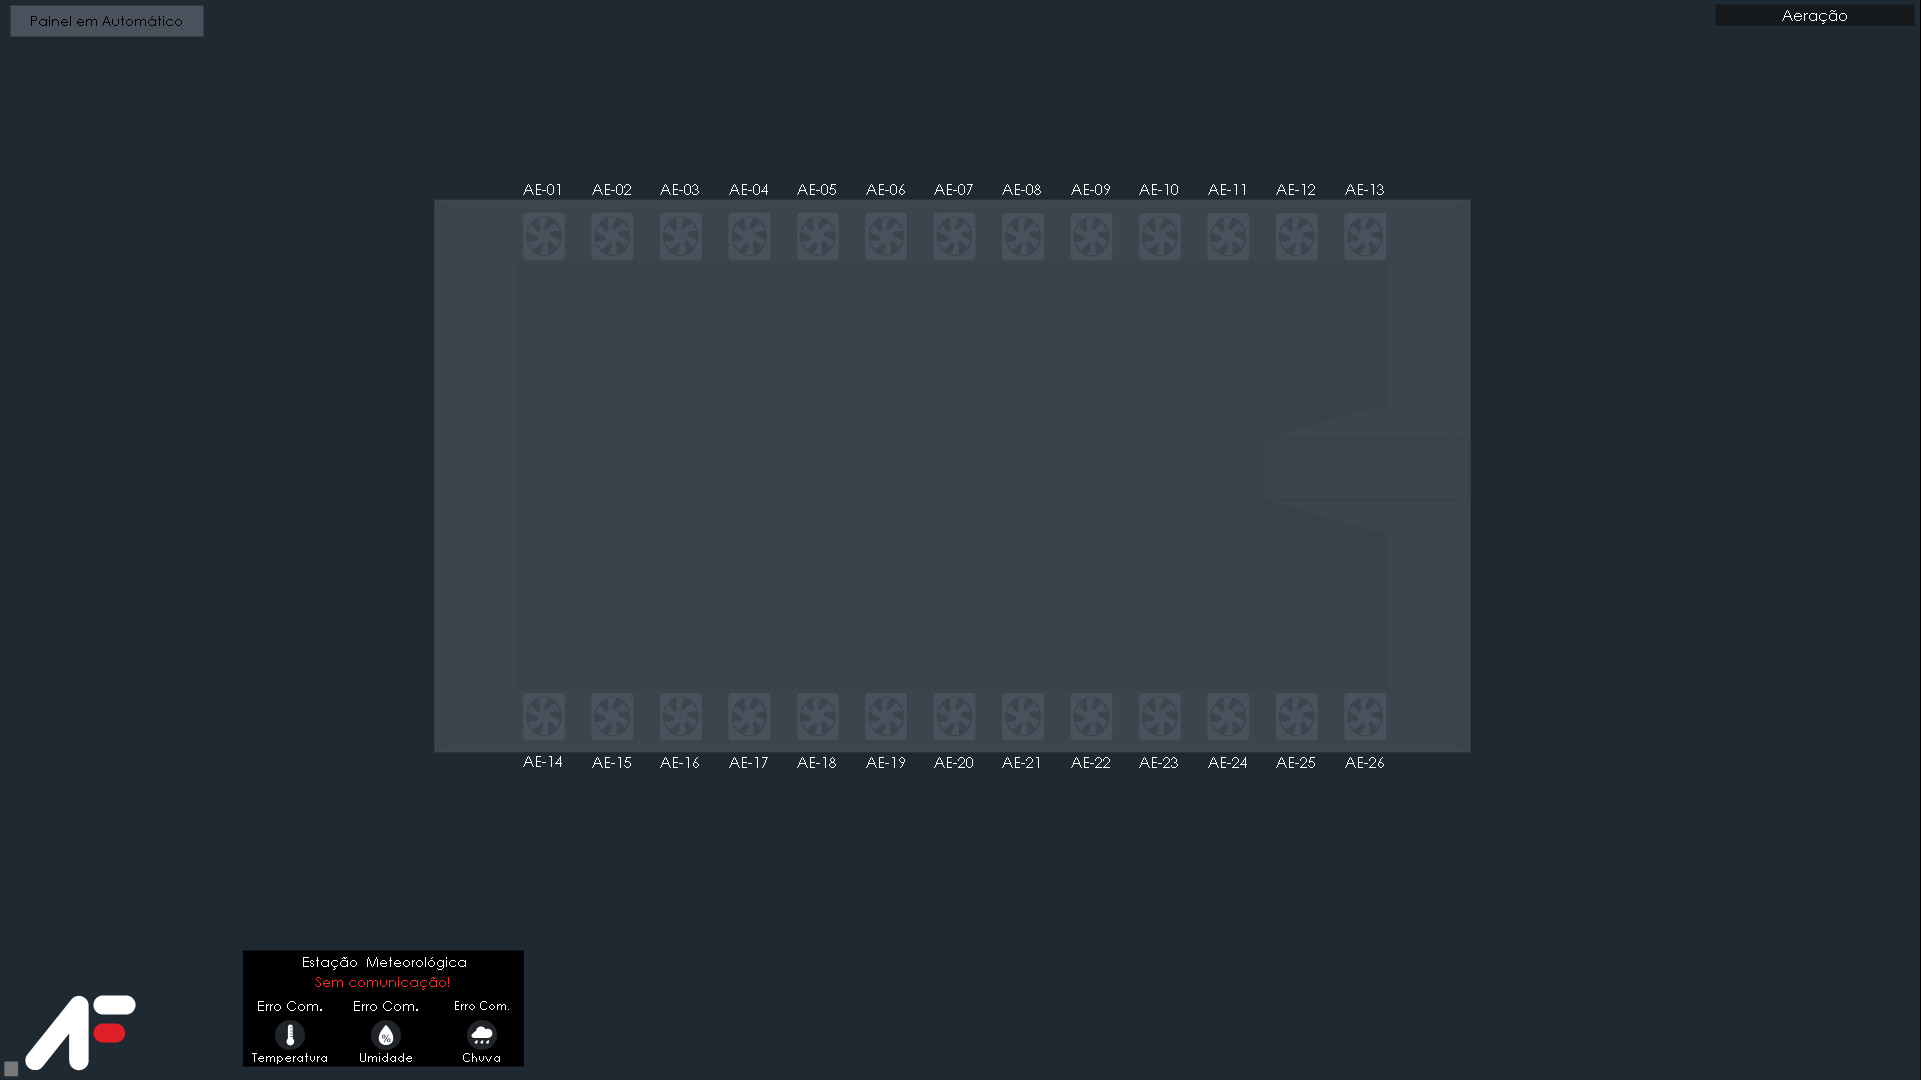 Painel em Automático
Aeração
AE-01 AE-02 AE-03 AE-04 AE-05 AE-06 AE-07 AE-08 AE-09 AE-10 AE-11 AE-12 AE-13
AE-14 AE-15 AE-16 AE-17 AE-18 AE-19 AE-20 AE-21 AE-22 AE-23 AE-24 AE-25 AE-26
Estação Meteorológica
Sem comunicação!
Erro Com. Erro Com. Erro Com.
%
Temperatura Umidade Chuva
AF